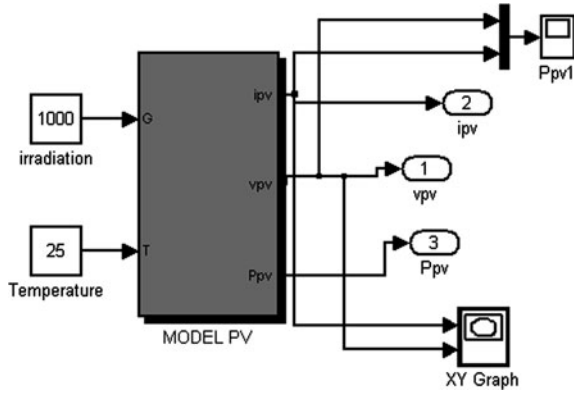 Ppv1
ipv
2
1000
G
ipv
irradiation
vpv
1
vpv
25
T
3
Temperature
Ppv
Ppv
MODEL PV
XY Graph